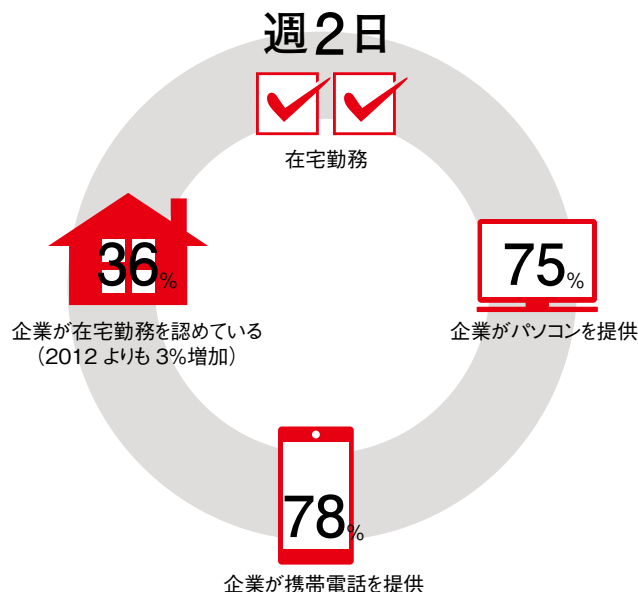 週2日
在宅勤務
36%
企業が在宅勤務を認めている
（2012 よりも 3%増加）
75%
企業がパソコンを提供
78%
企業が携帯電話を提供